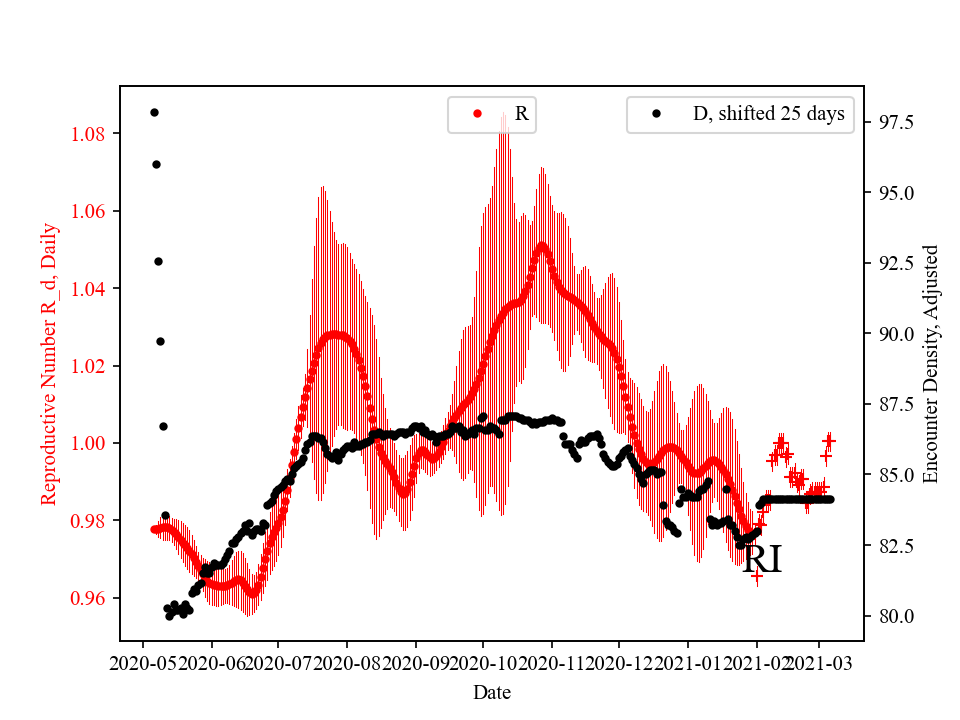 R
D, shifted 25 days
1.08
1.06
1.04
1.02
1.00
0.98
0.96
Reproductive Number R_d, Daily
97.5
95.0
92.5
90.0
87.5
85.0
82.5
80.0
Encounter Density, Adjusted
RI
2020-05 2020-06 2020-07 2020-08 2020-09 2020-10 2020-11 2020-12 2021-01 2021-02 2021-03
Date